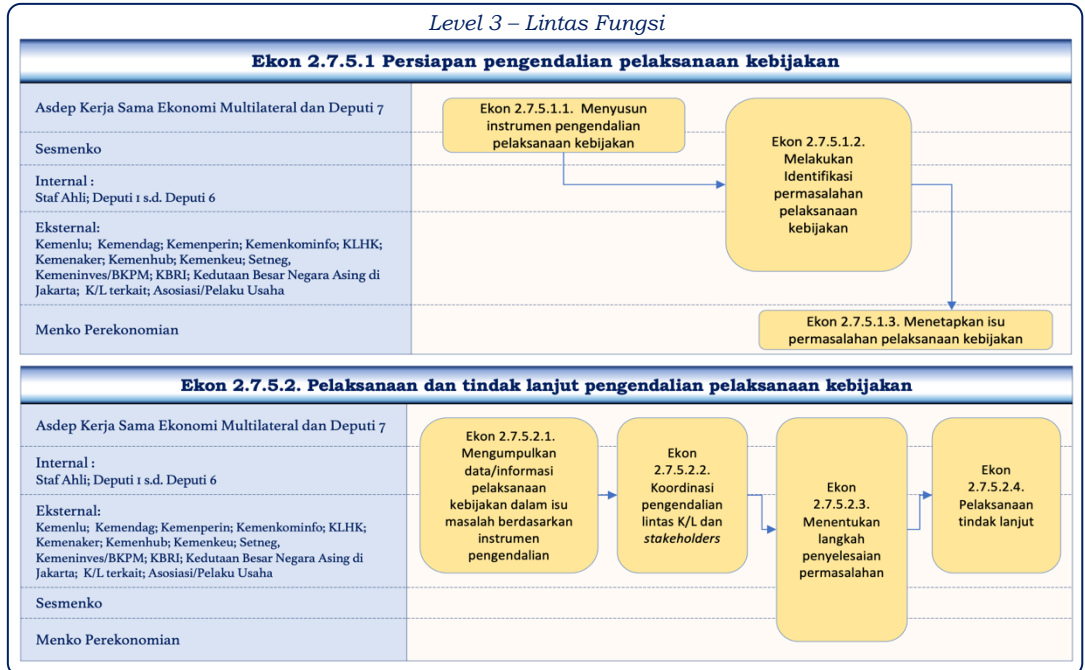 Level 3 – Lintas Fungsi
Ekon 2.7.5.1 Persiapan pengendalian pelaksanaan kebijakan
Asdep Kerja Sama Ekonomi Multilateral dan Deputi 7
Sesmenko
Internal :
Staf Ahli; Deputi 1 s.d. Deputi 6
Eksternal:
Kemenlu; Kemendag; Kemenperin; Kemenkominfo; KLHK;
Kemenaker; Kemenhub; Kemenkeu; Setneg,
Kemeninves/BKPM; KBRI; Kedutaan Besar Negara Asing di
Jakarta; K/L terkait; Asosiasi/Pelaku Usaha
Menko Perekonomian
Ekon 2.7.5.1.1. Menyusun
instrumen pengendalian
pelaksanaan kebijakan
Ekon 2.7.5.1.2.
Melakukan
Identifikasi
permasalahan
pelaksanaan
kebijakan
Ekon 2.7.5.1.3. Menetapkan isu
permasalahan pelaksanaan kebijakan
Ekon 2.7.5.2. Pelaksanaan dan tindak lanjut pengendalian pelaksanaan kebijakan
Asdep Kerja Sama Ekonomi Multilateral dan Deputi 7
Internal :
Staf Ahli; Deputi 1 s.d. Deputi 6
Eksternal:
Kemenlu; Kemendag; Kemenperin; Kemenkominfo; KLHK;
Kemenaker; Kemenhub; Kemenkeu; Setneg,
Kemeninves/BKPM; KBRI; Kedutaan Besar Negara Asing di
Jakarta; K/L terkait; Asosiasi/Pelaku Usaha
Sesmenko
Menko Perekonomian
Ekon 2.7.5.2.1.
Mengumpulkan
data/informasi
pelaksanaan
kebijakan dalam isu
masalah berdasarkan
instrumen
pengendalian
Ekon
2.7.5.2.2.
Koordinasi
pengendalian
lintas K/L dan
stakeholders
Ekon
2.7.5.2.3.
Menentukan
langkah
penyelesaian
permasalahan
Ekon
2.7.5.2.4.
Pelaksanaan
tindak lanjut